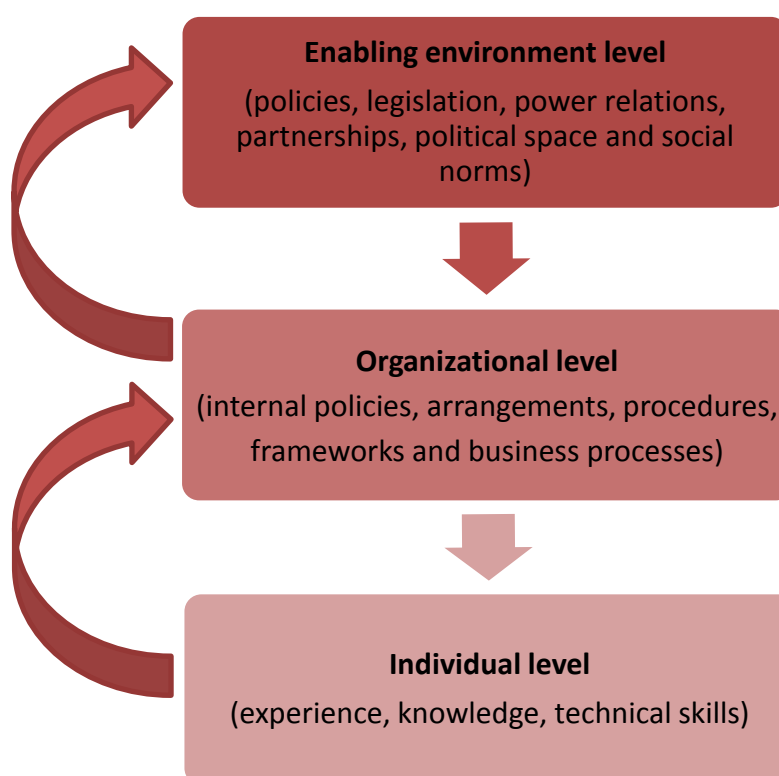 Enabling environment level
(policies, legislation, power relations,
partnerships, political space and social
norms)
Organizational level
(internal policies, arrangements, procedures,
frameworks and business processes)
Individual level
(experience, knowledge, technical skills)